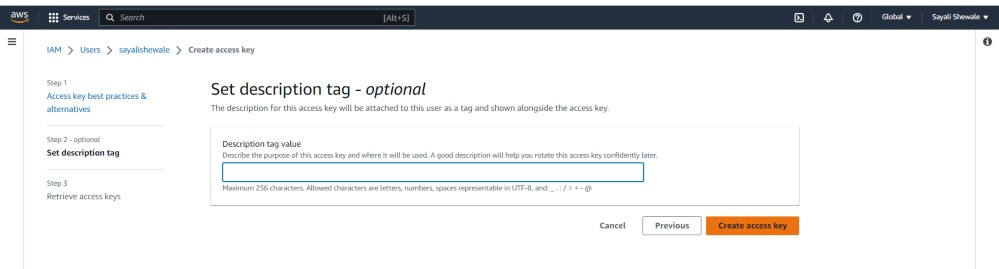 aws Services Search [Alt+S] Global Sayali Shewale
IAM > Users > sayalishewale > Create access key
Step 1
Access key best practices &
alternatives
Step 2 - optional
Set description tag
Step 3
Retrieve access keys
Set description tag - optional
The description for this access key will be attached to this user as a tag and shown alongside the access key.
Description tag value
Describe the purpose of this access key and where it will be used. A good description will help you rotate this access key confidently later.
Maximum 256 characters. Allowed characters are letters, numbers, spaces representable in UTF-8, and: _ . : / = + - @
Cancel Previous Create access key